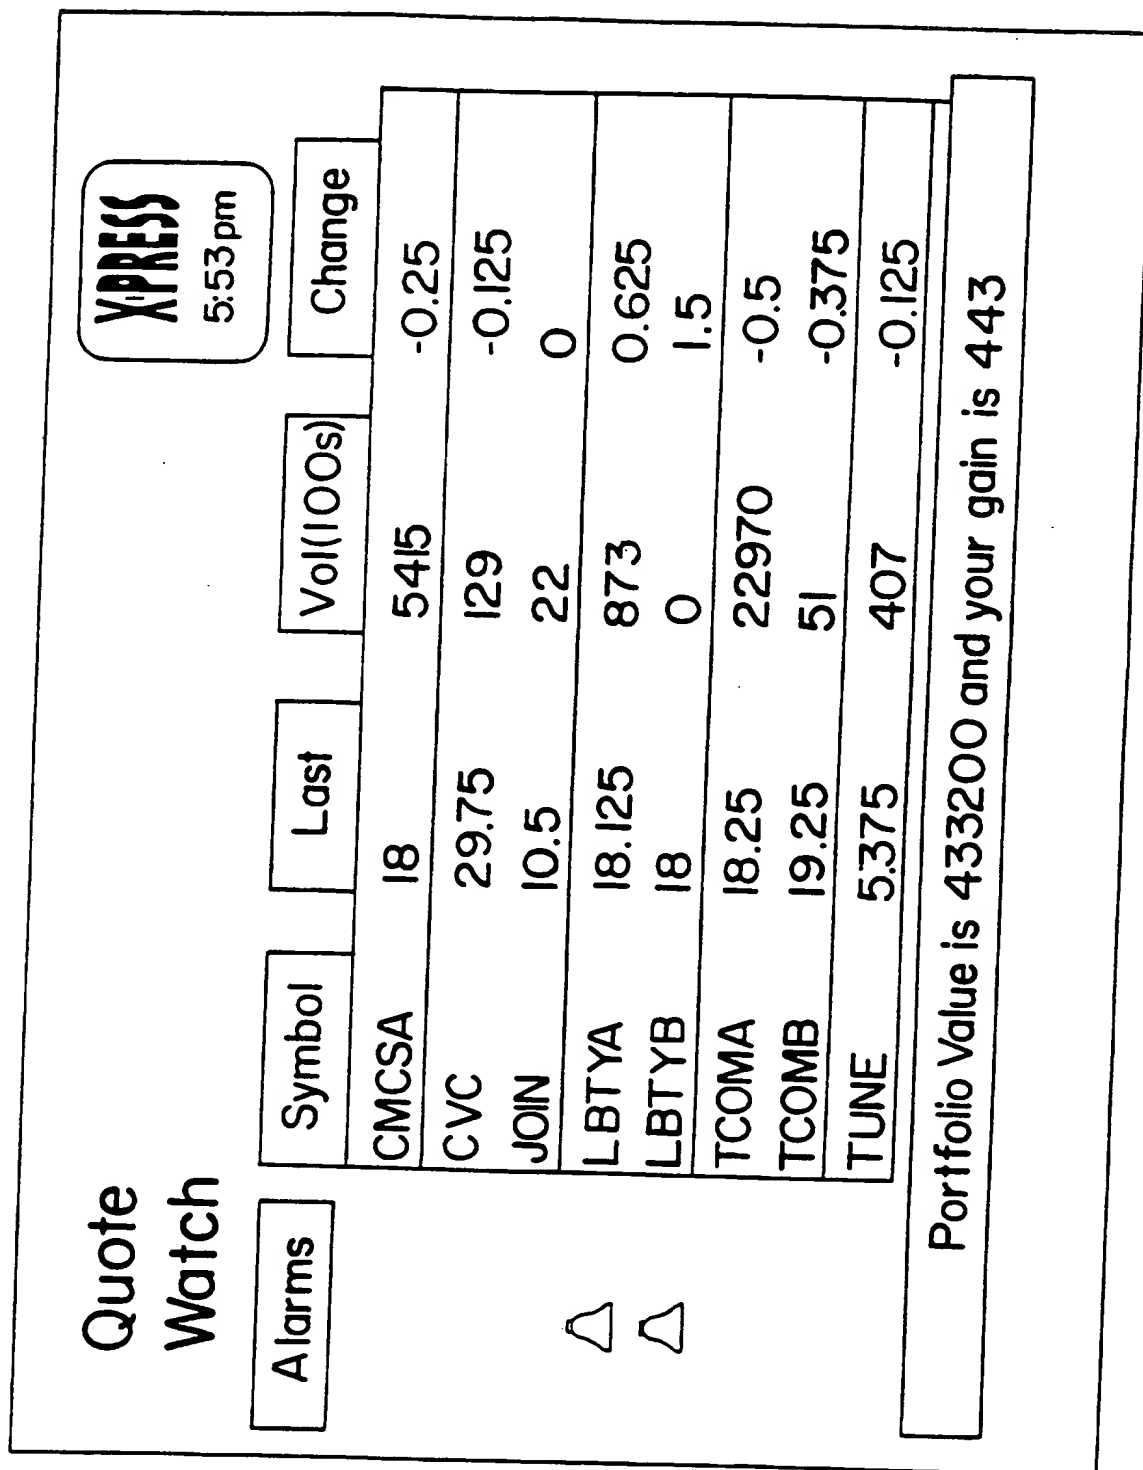 Quote
Watch
X·PRESS
5:53pm
Alarms Symbol Last Vol(100s) Change
CMCSA 18 5415 -0.25
CVC 29.75 129 -0.125
JOIN 10.5 22 0
LBTYA 18.125 873 0.625
LBTYB 18 0 1.5
TCOMA 18.25 22970 -0.5
TCOMB 19.25 51 -0.375
TUNE 5.375 407 -0.125
Portfolio Value is 433200 and your gain is 443